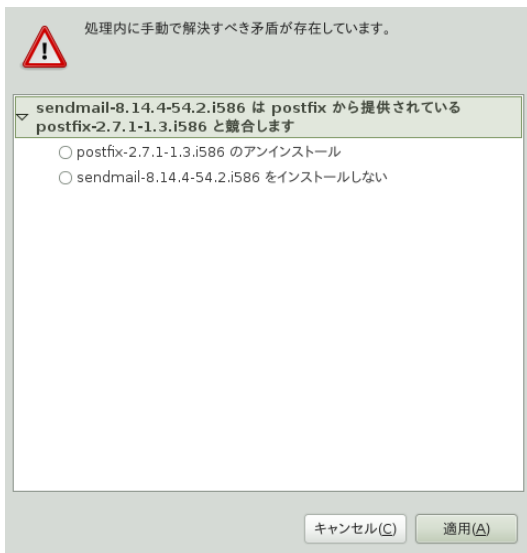 処理内に手動で解決すべき矛盾が存在しています。
sendmail-8.14.4-54.2.i586 は postfix から提供されている
postfix-2.7.1-1.3.i586 と競合します
postfix-2.7.1-1.3.i586 のアンインストール
sendmail-8.14.4-54.2.i586 をインストールしない
キャンセル(C) 適用(A)